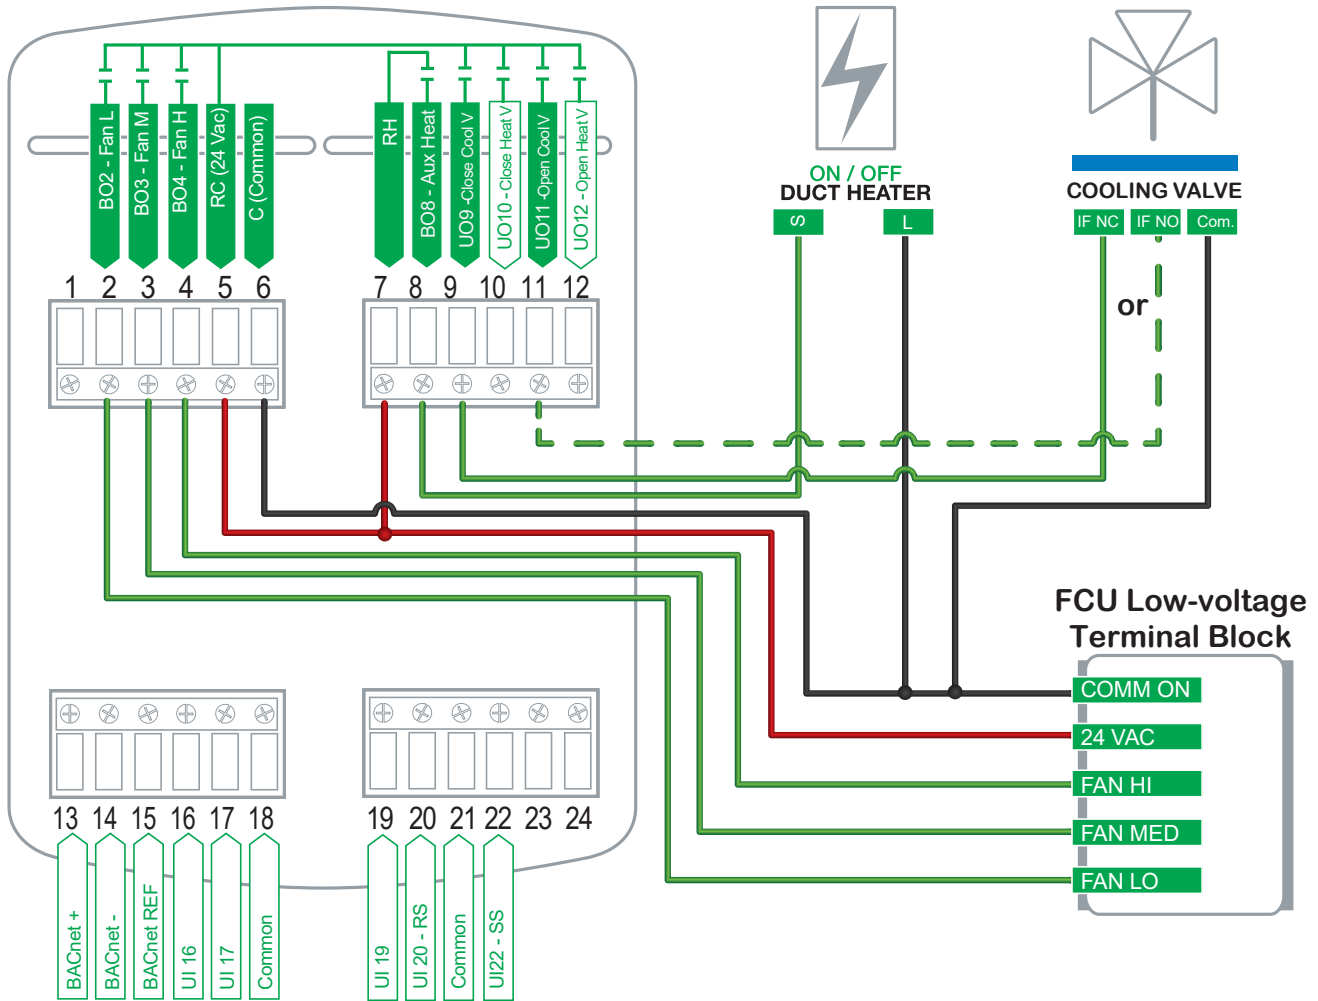 BO2 - Fan L
BO3 - Fan M
BO4 - Fan H
RC (24 Vac)
C (Common)
RH
BO8 - Aux Heat
UO9 -Close Cool V
UO10 - Close Heat V
UO11 -Open Cool V
UO12 - Open Heat V
1 2 3 4 5 6
7 8 9 10 11 12
ON / OFF
DUCT HEATER
S
L
COOLING VALVE
IF NC
IF NO
Com.
or
FCU Low-voltage
Terminal Block
COMM ON
24 VAC
FAN HI
FAN MED
FAN LO
13 14 15 16 17 18
19 20 21 22 23 24
BACnet +
BACnet -
BACnet REF
UI 16
UI 17
Common
UI 19
UI 20 - RS
Common
UI22 - SS